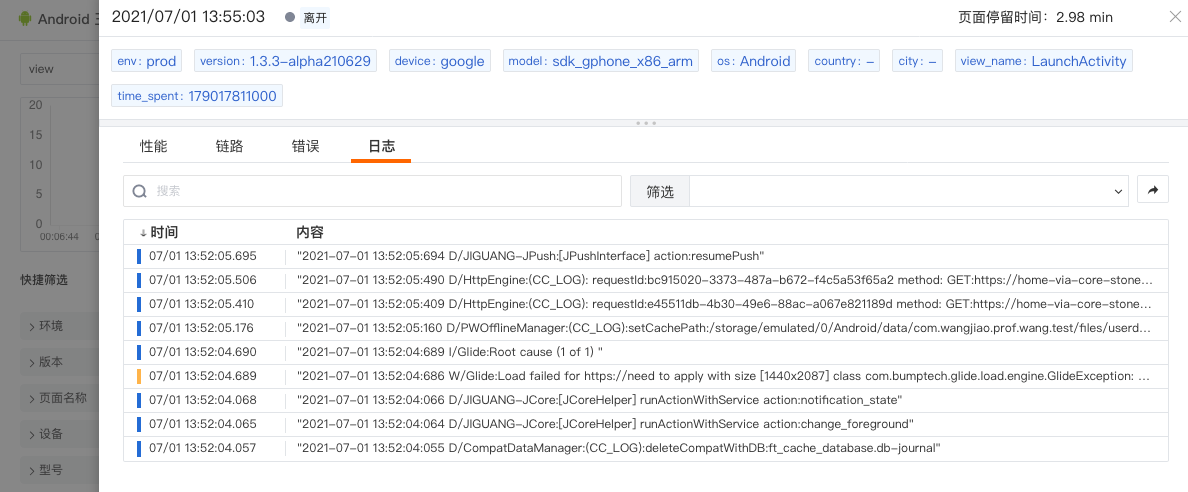 Android
view
20
15
10
5
0
00:06:44
快捷筛选
环境
版本
页面名称
设备
型号
2021/07/01 13:55:03 离开 页面停留时间: 2.98 min
env: prod version: 1.3.3-alpha210629 device: google model: sdk_gphone_x86_arm os: Android country: – city: – view_name: LaunchActivity
time_spent: 179017811000
性能 链路 错误 日志
搜索 筛选
↓时间 内容
07/01 13:52:05.695 "2021-07-01 13:52:05:694 D/JIGUANG-JPush:[JPushInterface] action:resumePush"
07/01 13:52:05.506 "2021-07-01 13:52:05:490 D/HttpEngine:(CC_LOG): requestId:bc915020-3373-487a-b672-f4c5a53f65a2 method: GET:https://home-via-core-stone...
07/01 13:52:05.410 "2021-07-01 13:52:05:409 D/HttpEngine:(CC_LOG): requestId:e45511db-4b30-49e6-88ac-a067e821189d method: GET:https://home-via-core-stone...
07/01 13:52:05.176 "2021-07-01 13:52:05:160 D/PWOfflineManager:(CC_LOG):setCachePath:/storage/emulated/0/Android/data/com.wangjiao.prof.wang.test/files/userd...
07/01 13:52:04.690 "2021-07-01 13:52:04:689 I/Glide:Root cause (1 of 1) "
07/01 13:52:04.689 "2021-07-01 13:52:04:686 W/Glide:Load failed for https://need to apply with size [1440x2087] class com.bumptech.glide.load.engine.GlideException: ...
07/01 13:52:04.068 "2021-07-01 13:52:04:066 D/JIGUANG-JCore:[JCoreHelper] runActionWithService action:notification_state"
07/01 13:52:04.065 "2021-07-01 13:52:04:064 D/JIGUANG-JCore:[JCoreHelper] runActionWithService action:change_foreground"
07/01 13:52:04.057 "2021-07-01 13:52:04:055 D/CompatDataManager:(CC_LOG):deleteCompatWithDB:ft_cache_database.db-journal"